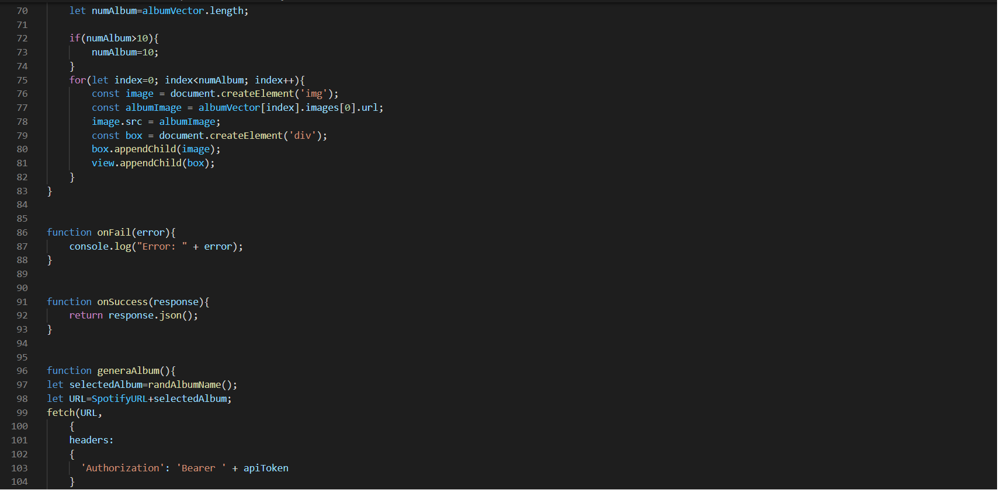 70 let numAlbum=albumVector.length;
71
72 if(numAlbum>10){
73 numAlbum=10;
74 }
75 for(let index=0; index<numAlbum; index++){
76 const image = document.createElement('img');
77 const albumImage = albumVector[index].images[0].url;
78 image.src = albumImage;
79 const box = document.createElement('div');
80 box.appendChild(image);
81 view.appendChild(box);
82 }
83 }
84
85
86 function onFail(error){
87 console.log("Error: " + error);
88 }
89
90
91 function onSuccess(response){
92 return response.json();
93 }
94
95
96 function generaAlbum(){
97 let selectedAlbum=randAlbumName();
98 let URL=SpotifyURL+selectedAlbum;
99 fetch(URL,
100 {
101 headers:
102 {
103 'Authorization': 'Bearer ' + apiToken
104 }